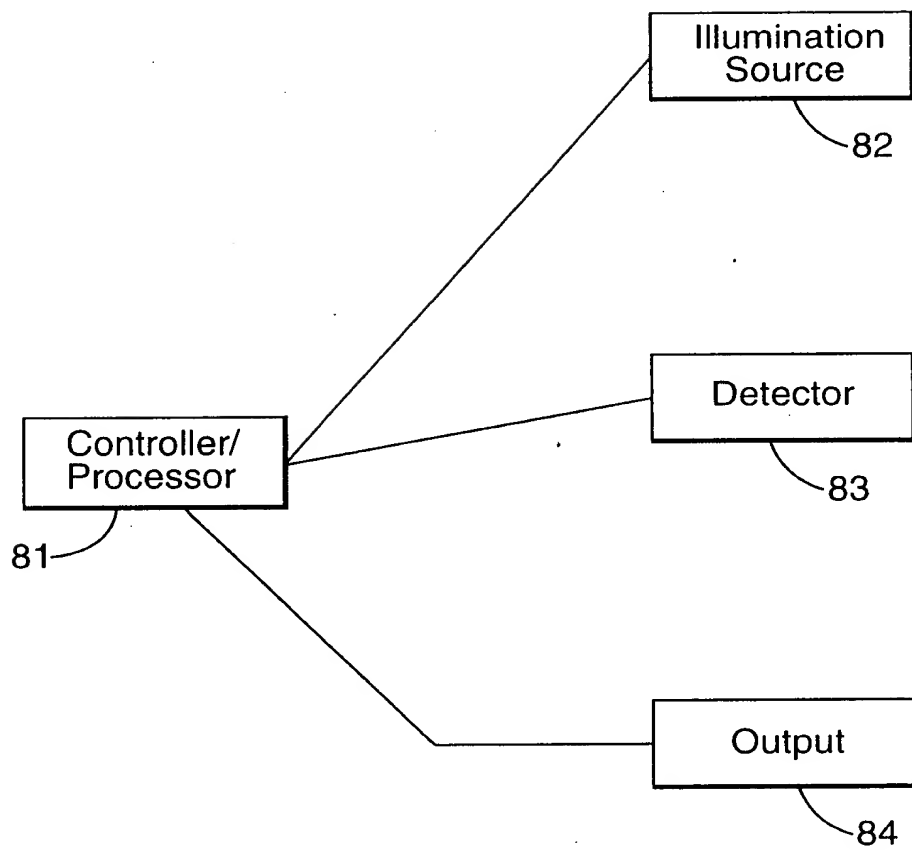 Illumination
Source
82
Detector
83
Controller/
Processor
81
Output
84